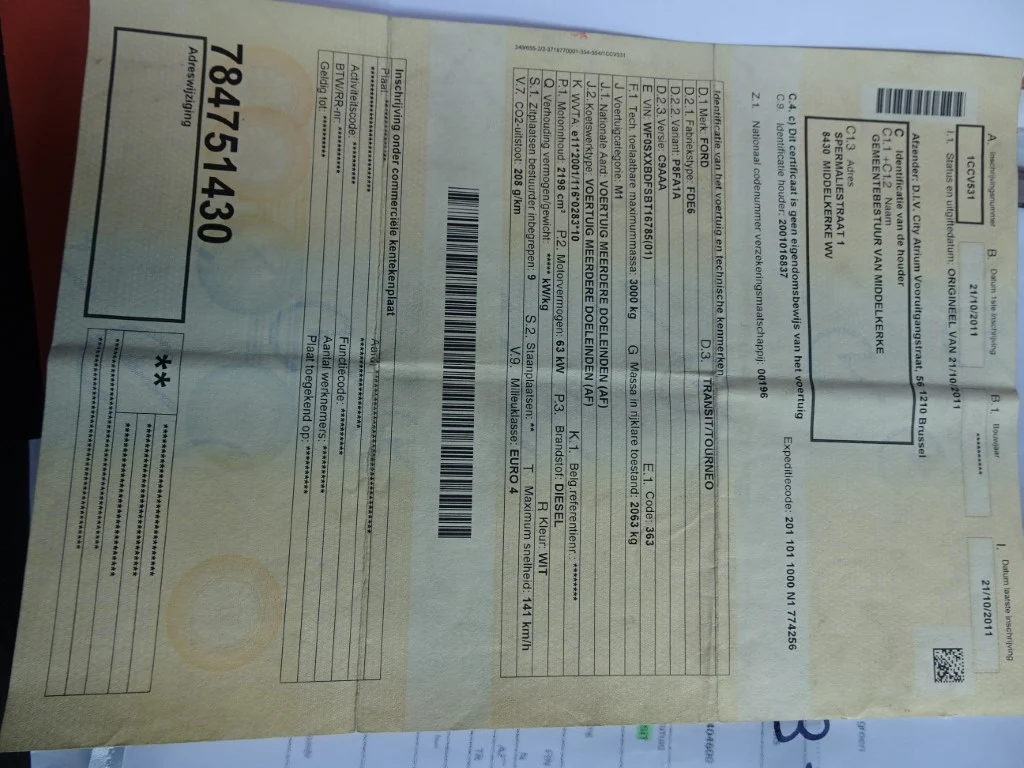 349655-2/2-3718770001-304-304/1CCV531
A. Inschrijvingsnummer
1CCV531
B. Datum 1ste inschrijving
21/10/2011
B.1. Bouwjaar
**********
I. Datum laatste inschrijving
21/10/2011
I.1. Status en uitgiftedatum: ORIGINEEL VAN 21/10/2011
Afzender: D.I.V. City Atrium Vooruitgangstraat, 56 1210 Brussel
C Identificatie van de houder
C1.1 +C1.2 Naam
GEMEENTEBESTUUR VAN MIDDELKERKE
C1.3 Adres
SPERMALIESTRAAT 1
8430 MIDDELKERKE WV
C.4. c) Dit certificaat is geen eigendomsbewijs van het voertuig
Expeditiecode: 201 101 1000 N1 774256
C.9. Identificatie houder: 2001016837
Z.1. Nationaal codenummer verzekeringsmaatschappij 00196
Identificatie van het voertuig en technische kenmerken
D.1 Merk: FORD
D.3. TRANSIT/TOURNEO
D.2.1 Fabriekstype: FDE6
D.2.2. Variant: P8FA1A
D.2.3. Versie: C9AAA
E. VIN: WF0SXXBDFSBT16785(01)
E.1. Code: 363
F.1. Tech. toelaatbare maximummassa: 3000 kg
G. Massa in rijklare toestand: 2063 kg
J. Voertuigcategorie: M1
J.1. Nationale Aard: VOERTUIG MEERDERE DOELEINDEN (AF)
J.2. Koetswerktype: VOERTUIG MEERDERE DOELEINDEN (AF)
K. WVTA: e11*2001/116*0283*10
K.1. Belg.referentienr: ********
P.1. Motorinhoud: 2198 cm³
P.2. Motorvermogen: 63 kW
P.3. Brandstof: DIESEL
Q. Verhouding vermogen/gewicht: ***** kW/kg
R Kleur: WIT
S.1. Zitplaatsen bestuurder inbegrepen: 9
S.2. Staanplaatsen: **
T Maximum snelheid: 141 km/h
V.7. CO2-uitstoot: 208 g/km
V.9. Milieuklasse: EURO 4
Inschrijving onder commerciële kentekenplaat
Plaat:
Aard:
Activiteitscode: ********
Functiecode: ********
BTW/RR-nr:
Aantal werknemers: ********
Geldig tot: ********
Plaat toegekend op: ********
784751430
Adreswijziging
**